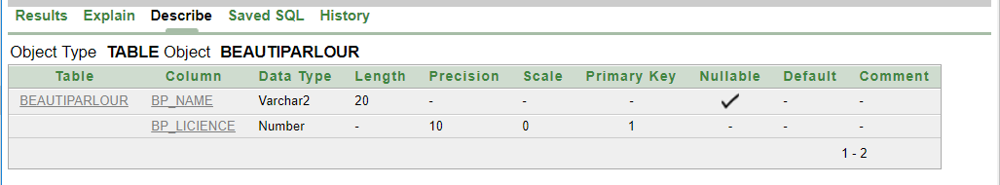 Results Explain Describe Saved SQL History
Object Type TABLE Object BEAUTIPARLOUR
Table Column Data Type Length Precision Scale Primary Key Nullable Default Comment
BEAUTIPARLOUR BP_NAME Varchar2 20 - - - ✓ - -
BP_LICIENCE Number - 10 0 1 - - -
1 - 2